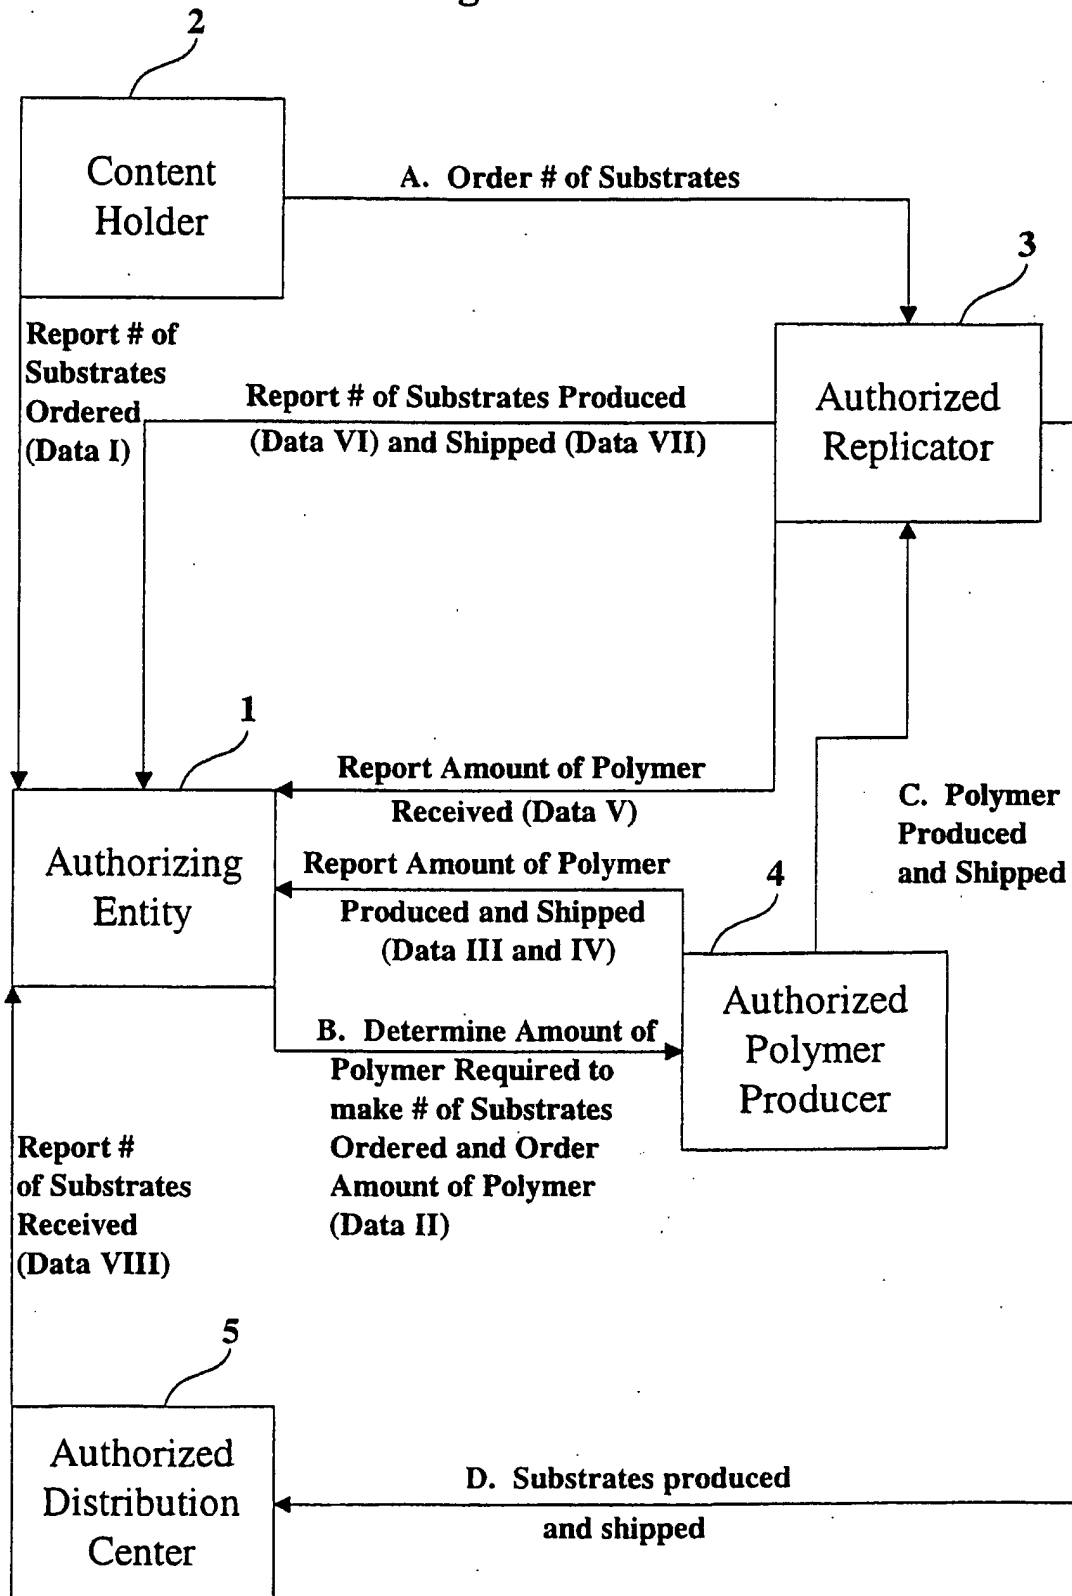 2
Content
Holder
A. Order # of Substrates
3
Report # of
Substrates
Ordered
(Data I)
Report # of Substrates Produced
(Data VI) and Shipped (Data VII)
Authorized
Replicator
1
Report Amount of Polymer
Received (Data V)
C. Polymer
Produced
and Shipped
Authorizing
Entity
Report Amount of Polymer
Produced and Shipped
(Data III and IV)
4
Authorized
Polymer
Producer
B. Determine Amount of
Polymer Required to
make # of Substrates
Ordered and Order
Amount of Polymer
(Data II)
Report #
of Substrates
Received
(Data VIII)
5
Authorized
Distribution
Center
D. Substrates produced
and shipped